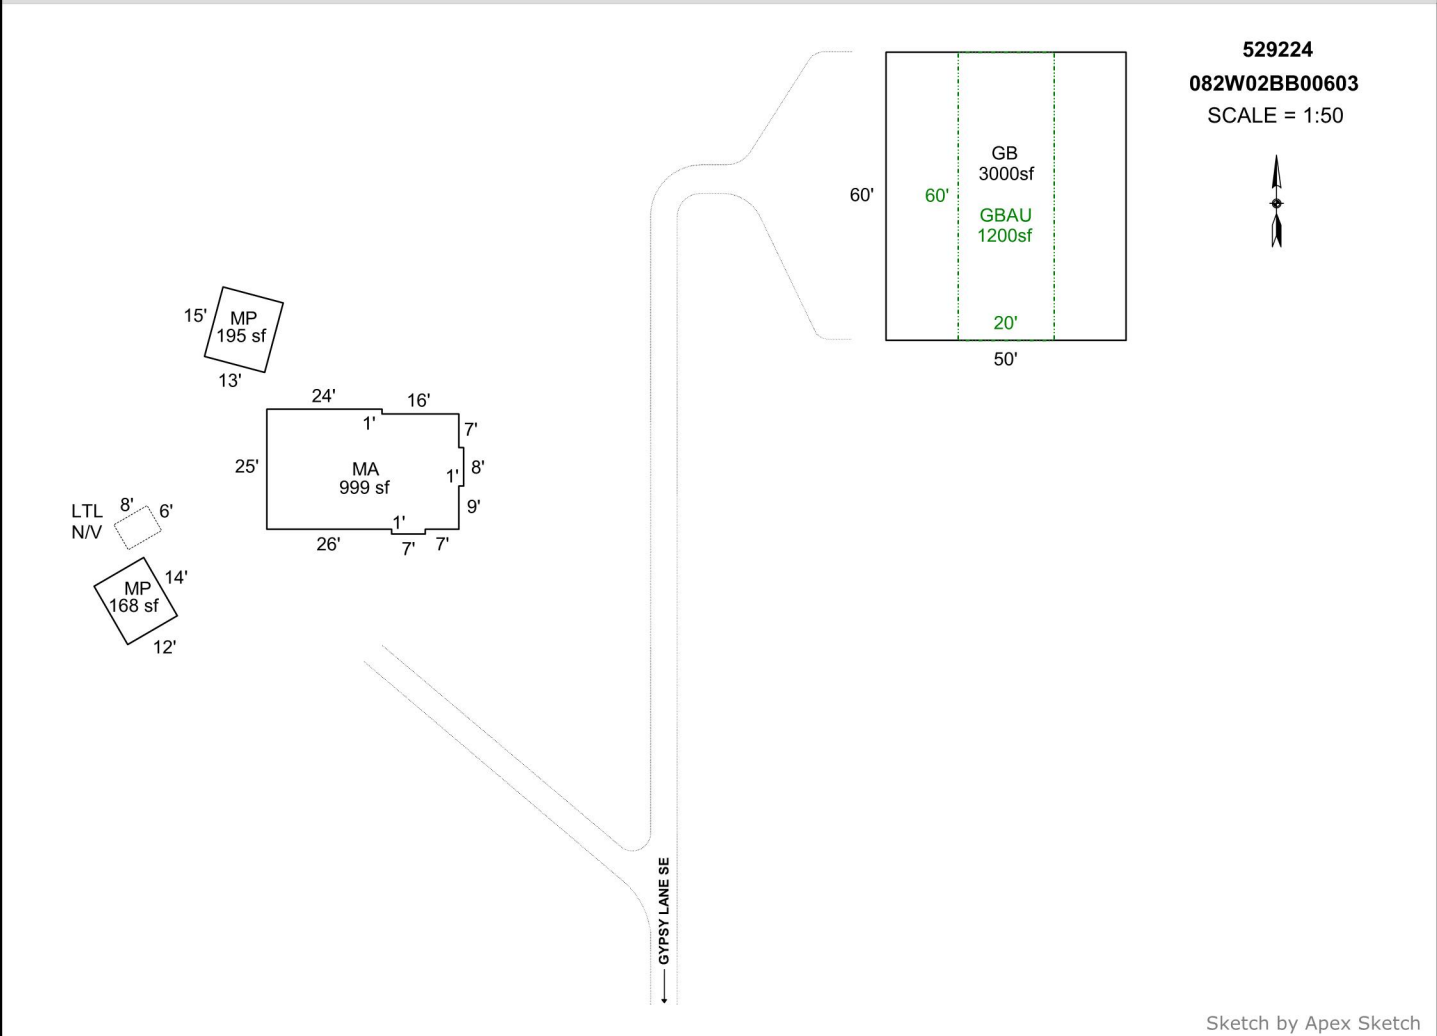 529224
082W02BB00603
SCALE = 1:50
GB
3000sf
60'
60'
GBAU
1200sf
20'
50'
15'
MP
195 sf
13'
24'
16'
1'
7'
25'
MA
999 sf
1'
8'
9'
1'
26'
7'
7'
LTL
N/V
8'
6'
MP
168 sf
14'
12'
GYPSY LANE SE
Sketch by Apex Sketch